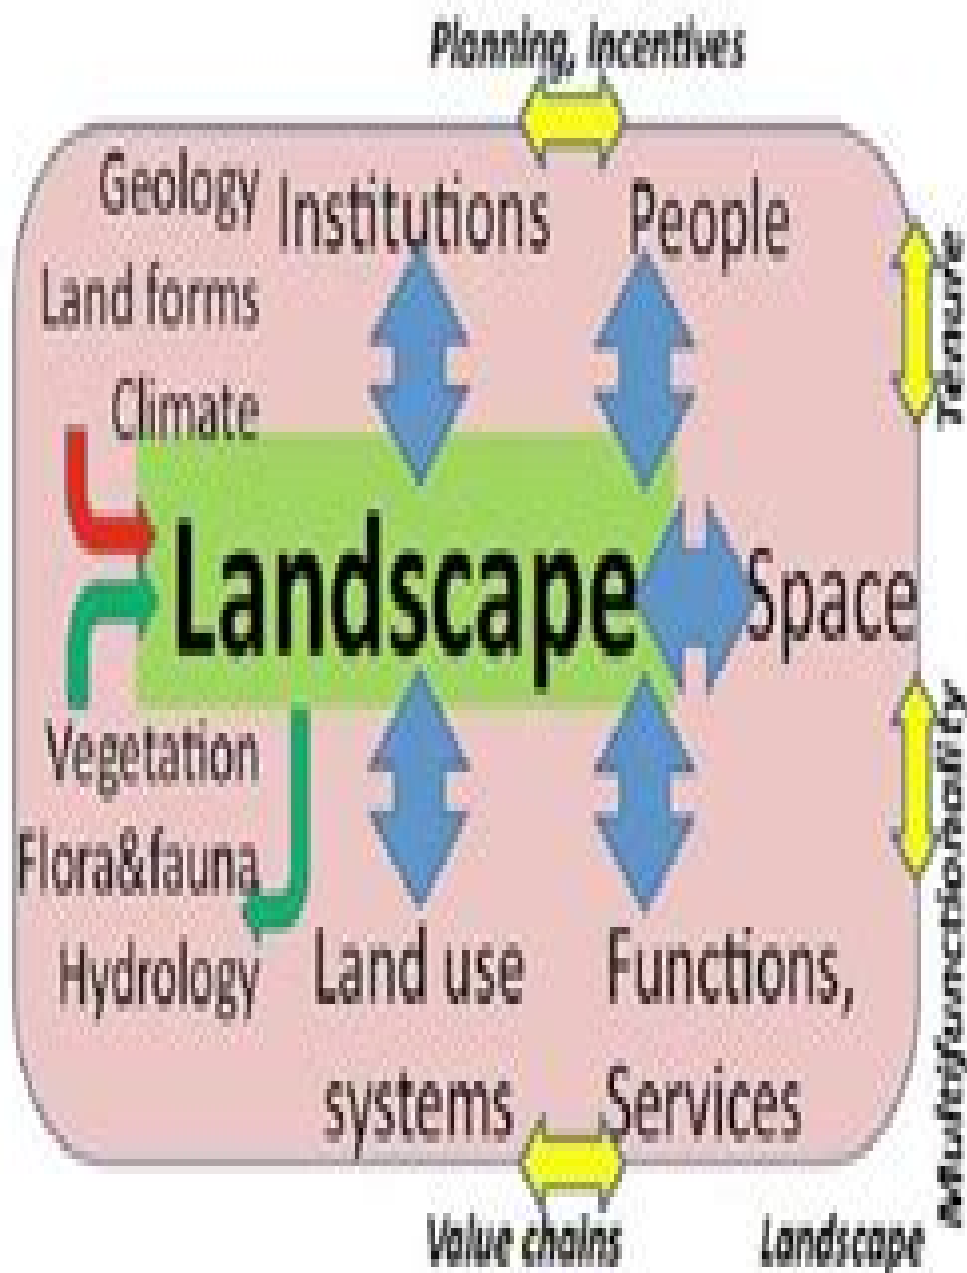 Planning, Incentives
Geology
Institutions
People
Land forms
Climate
Tenure
Landscape
Space
Vegetation
Flora&fauna
Hydrology
Land use
systems
Functions,
Services
Multifunctionality
Value chains
Landscape